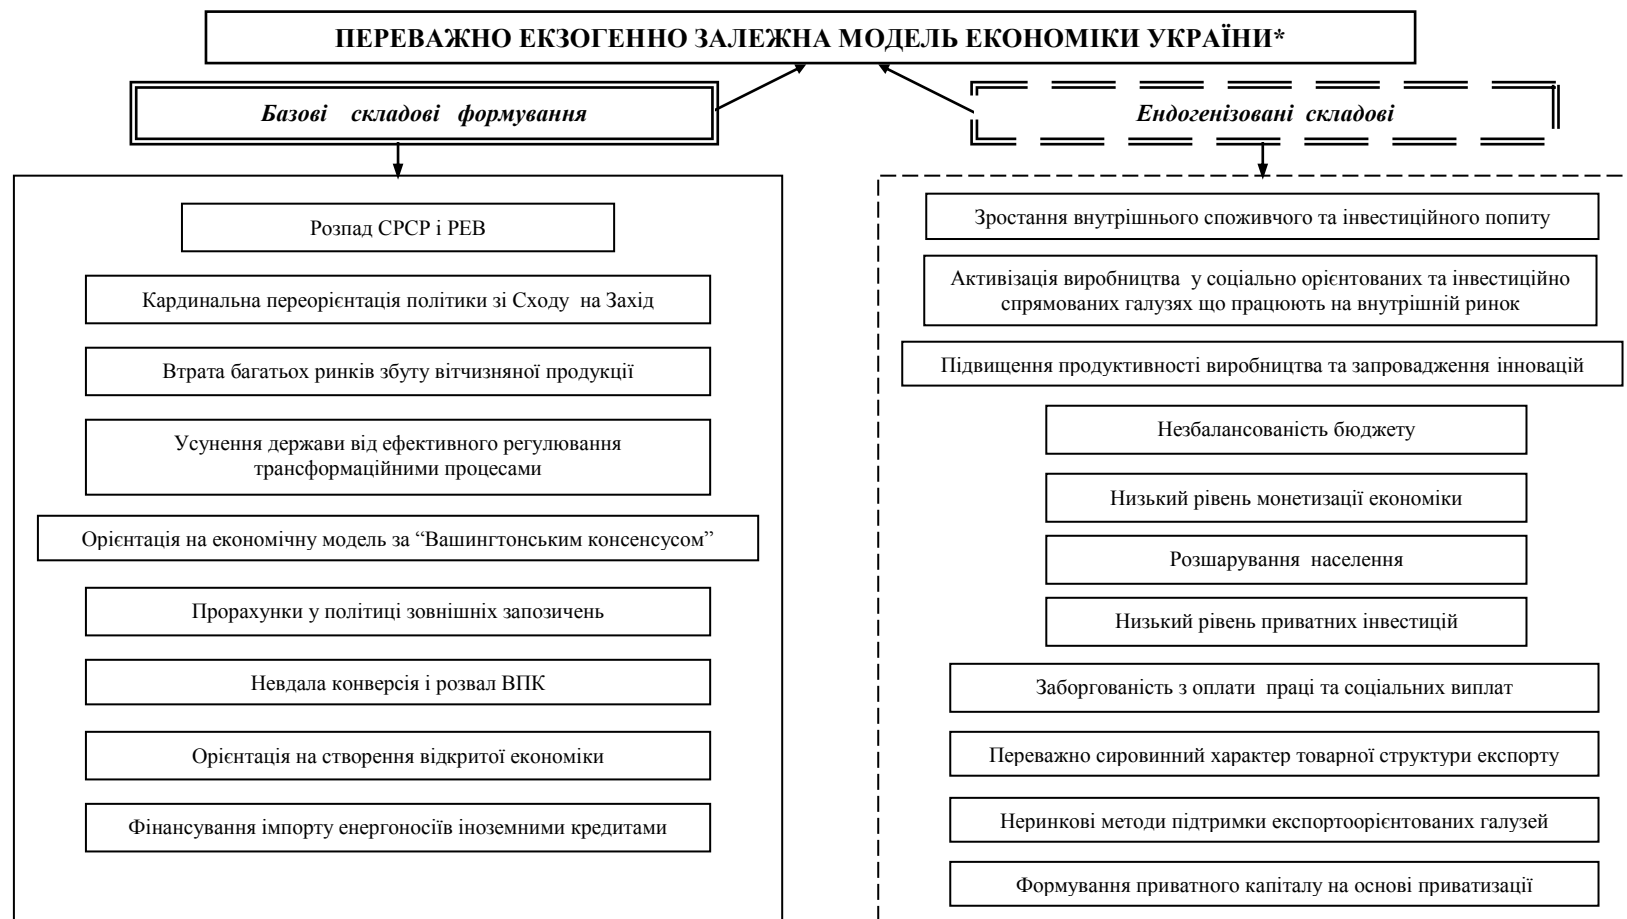 ПЕРЕВАЖНО ЕКЗОГЕННО ЗАЛЕЖНА МОДЕЛЬ ЕКОНОМІКИ УКРАЇНИ*
Базові складові формування
Розпад СРСР і РЕВ
Кардинальна переорієнтація політики зі Сходу на Захід
Втрата багатьох ринків збуту вітчизняної продукції
Усунення держави від ефективного регулювання
трансформаційними процесами
Орієнтація на економічну модель за “Вашингтонським консенсусом”
Прорахунки у політиці зовнішніх запозичень
Невдала конверсія і розвал ВПК
Орієнтація на створення відкритої економіки
Фінансування імпорту енергоносіїв іноземними кредитами
Ендогенізовані складові
Зростання внутрішнього споживчого та інвестиційного попиту
Активізація виробництва у соціально орієнтованих та інвестиційно
спрямованих галузях що працюють на внутрішній ринок
Підвищення продуктивності виробництва та запровадження інновацій
Незбалансованість бюджету
Низький рівень монетизації економіки
Розшарування населення
Низький рівень приватних інвестицій
Заборгованість з оплати праці та соціальних виплат
Переважно сировинний характер товарної структури експорту
Неринкові методи підтримки експортоорієнтованих галузей
Формування приватного капіталу на основі приватизації